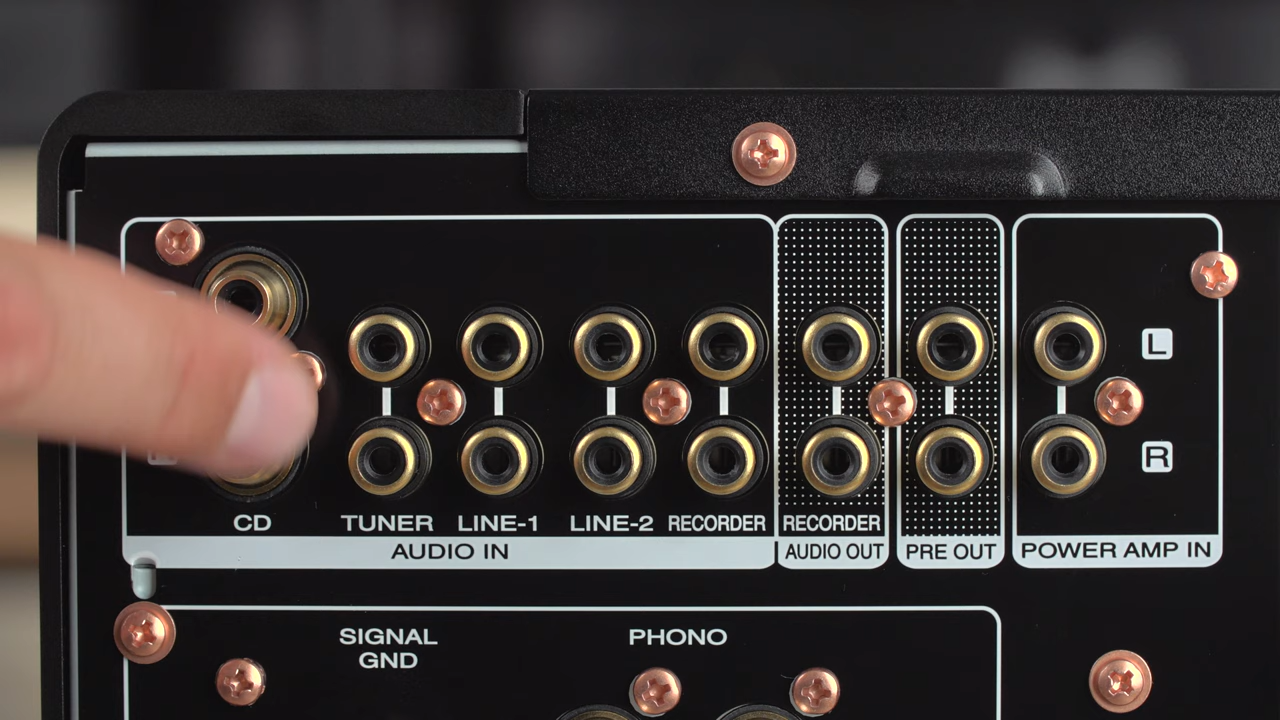 L
R
CD TUNER LINE-1 LINE-2 RECORDER RECORDER
AUDIO IN AUDIO OUT PRE OUT POWER AMP IN
SIGNAL PHONO
GND